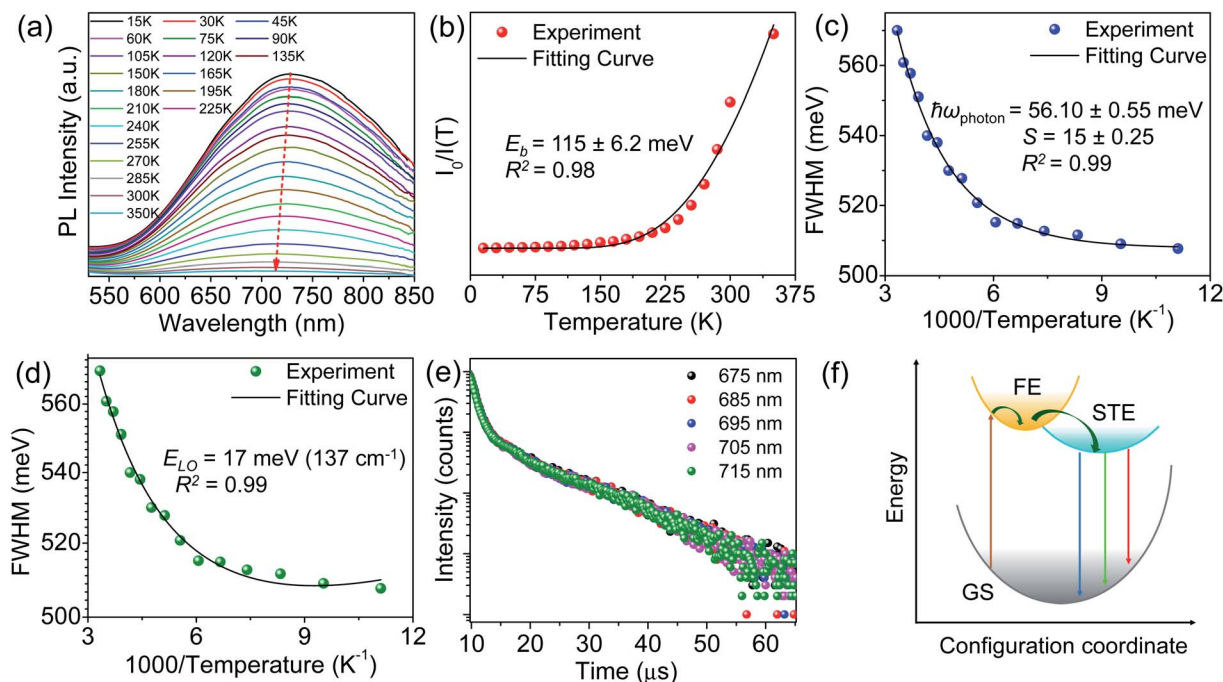 (a)
15K 30K 45K
60K 75K 90K
105K 120K 135K
150K 165K
180K 195K
210K 225K
240K
255K
270K
285K
300K
350K
PL Intensity (a.u.)
550 600 650 700 750 800 850
Wavelength (nm)
(b)
Experiment
Fitting Curve
E_b = 115 ± 6.2 meV
R² = 0.98
I₀/I(T)
0 75 150 225 300 375
Temperature (K)
(c)
Experiment
Fitting Curve
ℏω_photon = 56.10 ± 0.55 meV
S = 15 ± 0.25
R² = 0.99
FWHM (meV)
560
540
520
500
3 6 9 12
1000/Temperature (K⁻¹)
(d)
Experiment
Fitting Curve
E_LO = 17 meV (137 cm⁻¹)
R² = 0.99
FWHM (meV)
560
540
520
500
3 6 9 12
1000/Temperature (K⁻¹)
(e)
675 nm
685 nm
695 nm
705 nm
715 nm
Intensity (counts)
10 20 30 40 50 60
Time (μs)
(f)
FE
STE
GS
Energy
Configuration coordinate